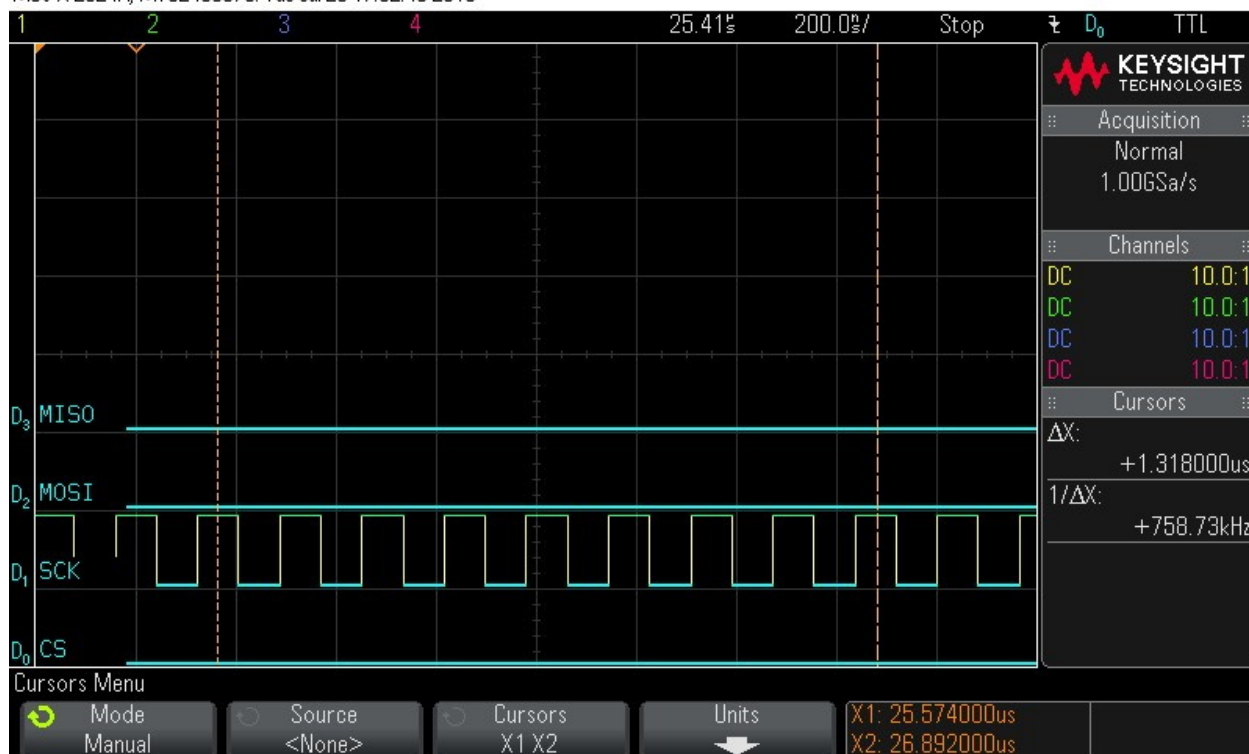 1 2 3 4 25.41µs 200.0ns/ Stop D0 TTL
KEYSIGHT
TECHNOLOGIES
Acquisition
Normal
1.00GSa/s
Channels
DC 10.0:1
DC 10.0:1
DC 10.0:1
DC 10.0:1
Cursors
ΔX:
+1.318000us
1/ΔX:
+758.73kHz
D3 MISO
D2 MOSI
D1 SCK
D0 CS
Cursors Menu
Mode
Manual
Source
<None>
Cursors
X1 X2
Units
X1: 25.574000us
X2: 26.892000us